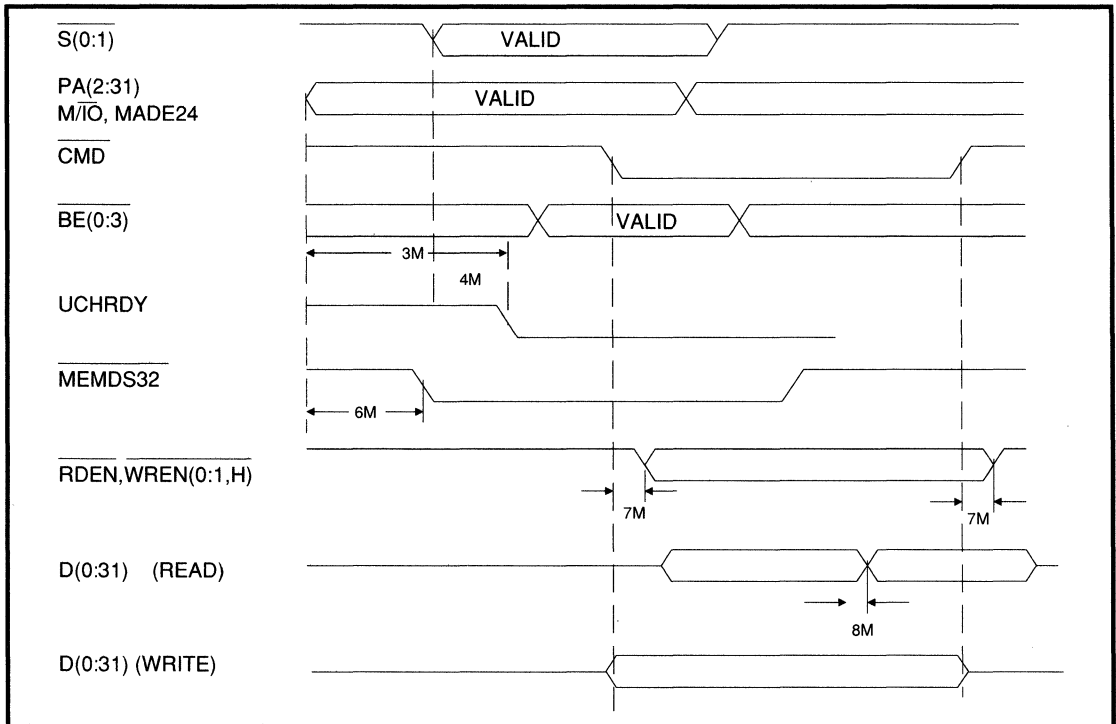 S(0:1)
VALID
PA(2:31)
M/IO, MADE24
VALID
CMD
BE(0:3)
VALID
3M
4M
UCHRDY
MEMDS32
6M
RDEN,WREN(0:1,H)
7M
7M
D(0:31) (READ)
8M
D(0:31) (WRITE)